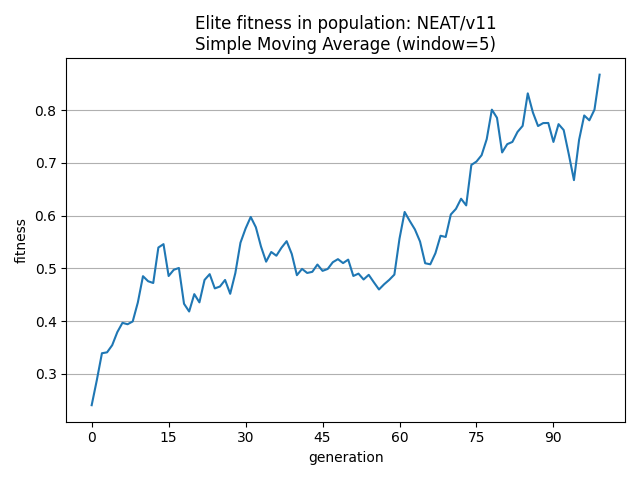 Elite fitness in population: NEAT/v11
Simple Moving Average (window=5)
fitness
0.8
0.7
0.6
0.5
0.4
0.3
0 15 30 45 60 75 90
generation